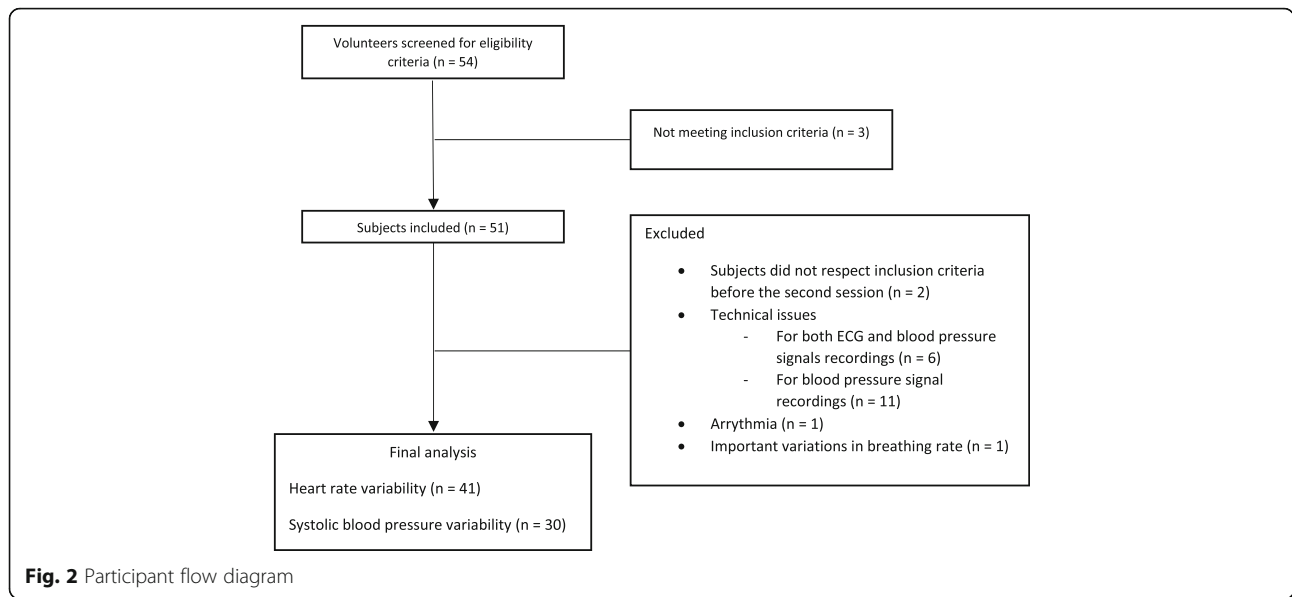 Volunteers screened for eligibility
criteria (n = 54)
Not meeting inclusion criteria (n = 3)
Subjects included (n = 51)
Excluded
• Subjects did not respect inclusion criteria
before the second session (n = 2)
• Technical issues
- For both ECG and blood pressure
signals recordings (n = 6)
- For blood pressure signal
recordings (n = 11)
• Arrythmia (n = 1)
• Important variations in breathing rate (n = 1)
Final analysis
Heart rate variability (n = 41)
Systolic blood pressure variability (n = 30)
Fig. 2 Participant flow diagram